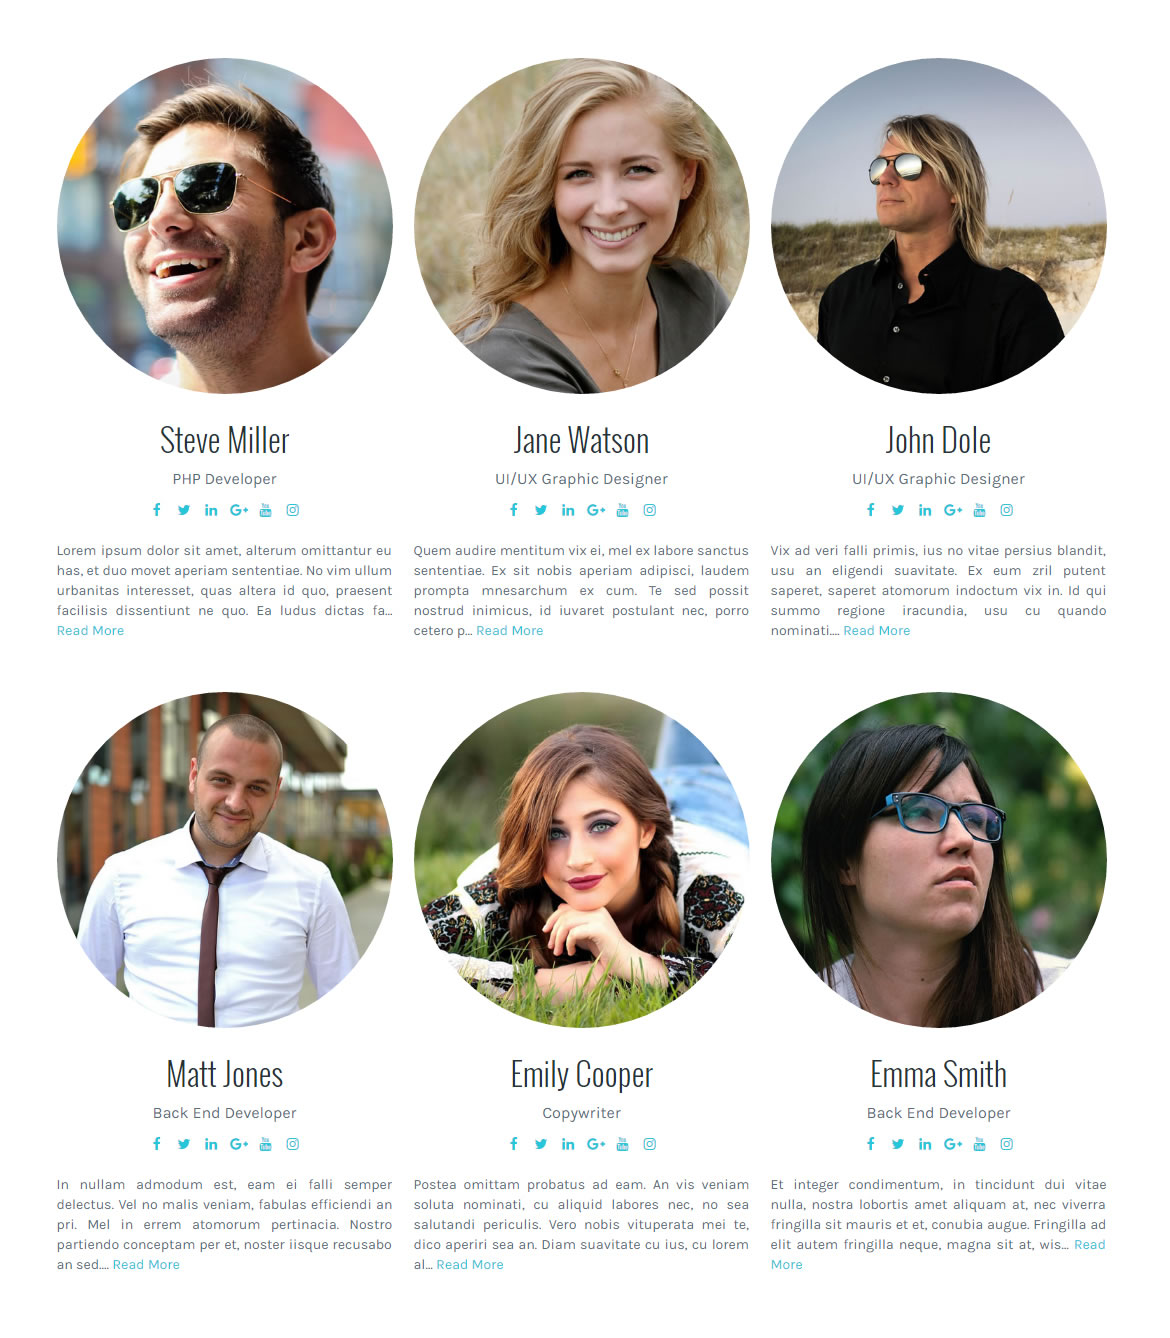 Steve Miller
PHP Developer
Lorem ipsum dolor sit amet, alterum omittantur eu
has, et duo movet aperiam sententiae. No vim ullum
urbanitas interesset, quas altera id quo, praesent
facilisis dissentiunt ne quo. Ea ludus dictas fa...
Read More
Jane Watson
UI/UX Graphic Designer
Quem audire mentitum vix ei, mel ex labore sanctus
sententiae. Ex sit nobis aperiam adipisci, laudem
prompta mnesarchum ex cum. Te sed possit
nostrud inimicus, id iuvaret postulant nec, porro
cetero p... Read More
John Dole
UI/UX Graphic Designer
Vix ad veri falli primis, ius no vitae persius blandit,
usu an eligendi suavitate. Ex eum zril putent
saperet, saperet atomorum indoctum vix in. Id qui
summo regione iracundia, usu cu quando
nominati.... Read More
Matt Jones
Back End Developer
In nullam admodum est, eam ei falli semper
delectus. Vel no malis veniam, fabulas efficiendi an
pri. Mel in errem atomorum pertinacia. Nostro
partiendo conceptam per et, noster iisque recusabo
an sed.... Read More
Emily Cooper
Copywriter
Postea omittam probatus ad eam. An vis veniam
soluta nominati, cu aliquid labores nec, no sea
salutandi periculis. Vero nobis vituperata mei te,
dico aperiri sea an. Diam suavitate cu ius, cu lorem
al... Read More
Emma Smith
Back End Developer
Et integer condimentum, in tincidunt dui vitae
nulla, nostra lobortis amet aliquam at, nec viverra
fringilla sit mauris et et, conubia augue. Fringilla ad
elit autem fringilla neque, magna sit at, wis... Read
More